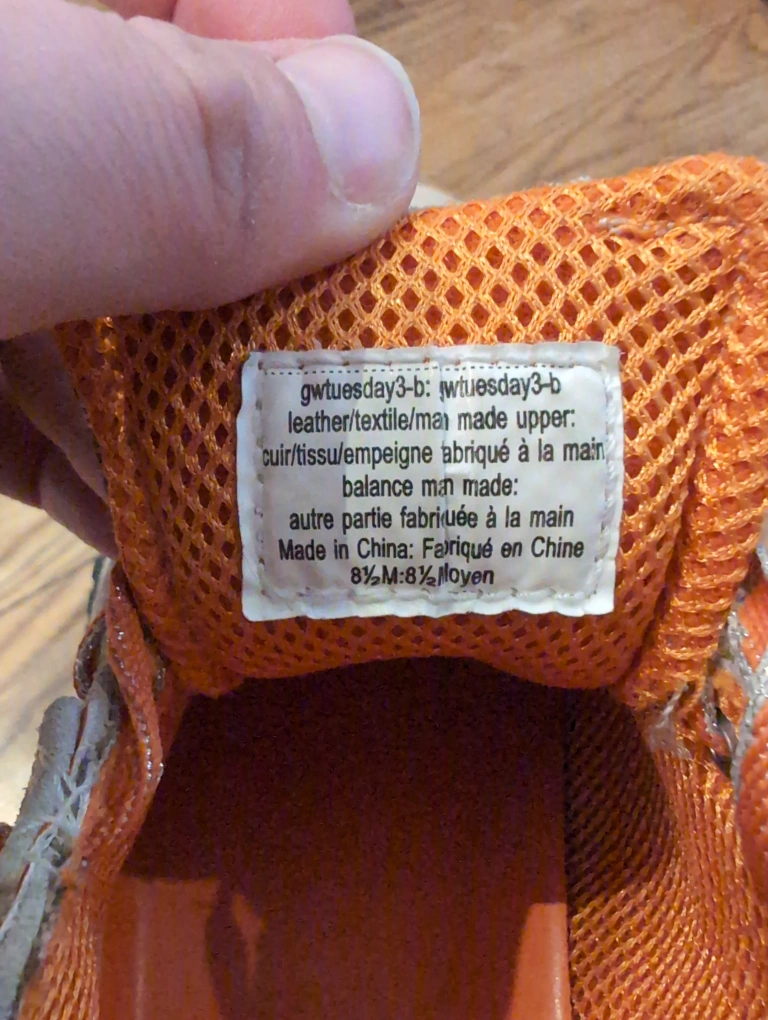 gwtuesday3-b: gwtuesday3-b
leather/textile/man made upper:
cuir/tissu/empeigne fabriqué à la main
balance man made:
autre partie fabriquée à la main
Made in China: Fabriqué en Chine
8½M:8½Moyen